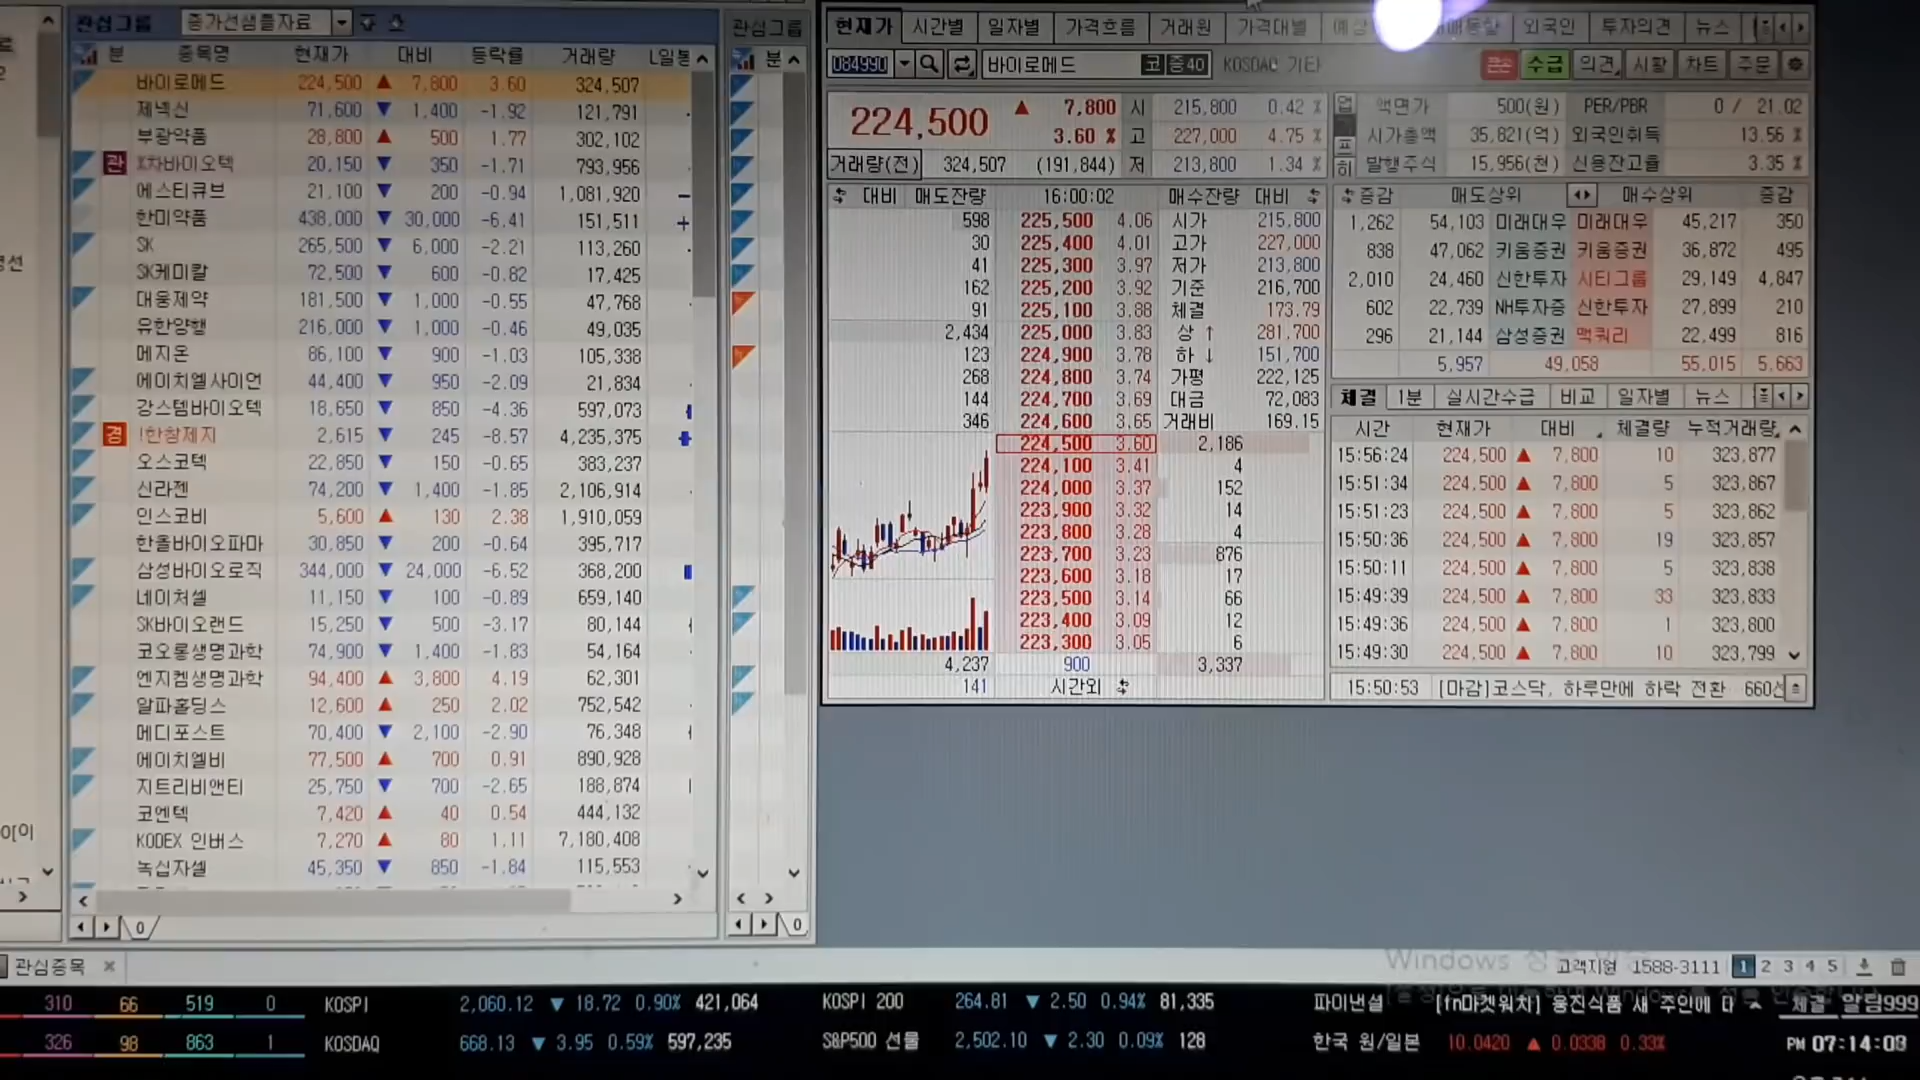 관심그룹 종가선샘플자료
분 종목명 현재가 대비 등락률 거래량 L일봉
바이로메드 224,500 ▲ 7,800 3.60 324,507
제넥신 71,600 ▼ 1,400 -1.92 121,791
부광약품 28,800 ▲ 500 1.77 302,102
관 %차바이오텍 20,150 ▼ 350 -1.71 793,956
에스티큐브 21,100 ▼ 200 -0.94 1,081,920
한미약품 438,000 ▼ 30,000 -6.41 151,511
SK 265,500 ▼ 6,000 -2.21 113,260
SK케미칼 72,500 ▼ 600 -0.82 17,425
대웅제약 181,500 ▼ 1,000 -0.55 47,768
유한양행 216,000 ▼ 1,000 -0.46 49,035
메지온 86,100 ▼ 900 -1.03 105,338
에이치엘사이언 44,400 ▼ 950 -2.09 21,834
강스템바이오텍 18,650 ▼ 850 -4.36 597,073
경 !한창제지 2,615 ▼ 245 -8.57 4,235,375
오스코텍 22,850 ▼ 150 -0.65 383,237
신라젠 74,200 ▼ 1,400 -1.85 2,106,914
인스코비 5,600 ▲ 130 2.38 1,910,059
한올바이오파마 30,850 ▼ 200 -0.64 395,717
삼성바이오로직 344,000 ▼ 24,000 -6.52 368,200
네이처셀 11,150 ▼ 100 -0.89 659,140
SK바이오랜드 15,250 ▼ 500 -3.17 80,144
코오롱생명과학 74,900 ▼ 1,400 -1.83 54,164
엔지켐생명과학 94,400 ▲ 3,800 4.19 62,301
알파홀딩스 12,600 ▲ 250 2.02 752,542
메디포스트 70,400 ▼ 2,100 -2.90 76,348
에이치엘비 77,500 ▲ 700 0.91 890,928
지트리비앤티 25,750 ▼ 700 -2.65 188,874
코엔텍 7,420 ▲ 40 0.54 444,132
KODEX 인버스 7,270 ▲ 80 1.11 7,180,408
녹십자셀 45,350 ▼ 850 -1.84 115,553
0
관심그룹
분
0
현재가 시간별 일자별 가격흐름 거래원 가격대별 외국인 투자의견 뉴스
084990 바이로메드 코 증40 KOSDAQ 기타 수급 의견 시황 차트 주문
224,500 ▲ 7,800 시 215,800 0.42 %
3.60 % 고 227,000 4.75 %
거래량(전) 324,507 (191,844) 저 213,800 1.34 %
액면가 500(원) PER/PBR 0 / 21.02
시가총액 35,821(억) 외국인취득 13.56 %
발행주식 15,956(천) 신용잔고율 3.35 %
대비 매도잔량 16:00:02 매수잔량 대비
598 225,500 4.06 시가 215,800
30 225,400 4.01 고가 227,000
41 225,300 3.97 저가 213,800
162 225,200 3.92 기준 216,700
91 225,100 3.88 체결 173.79
2,434 225,000 3.83 상 ↑ 281,700
123 224,900 3.78 하 ↓ 151,700
268 224,800 3.74 가평 222,125
144 224,700 3.69 대금 72,083
346 224,600 3.65 거래비 169.15
224,500 3.60 2,186
224,100 3.41 4
224,000 3.37 152
223,900 3.32 14
223,800 3.28 4
223,700 3.23 876
223,600 3.18 17
223,500 3.14 66
223,400 3.09 12
223,300 3.05 6
4,237 900 3,337
141 시간외
증감 매도상위 매수상위 증감
1,262 54,103 미래대우 미래대우 45,217 350
838 47,062 키움증권 키움증권 36,872 495
2,010 24,460 신한투자 시티그룹 29,149 4,847
602 22,739 NH투자증 신한투자 27,899 210
296 21,144 삼성증권 맥쿼리 22,499 816
5,957 49,058 55,015 5,663
체결 1분 실시간수급 비교 일자별 뉴스
시간 현재가 대비 체결량 누적거래량
15:56:24 224,500 ▲ 7,800 10 323,877
15:51:34 224,500 ▲ 7,800 5 323,867
15:51:23 224,500 ▲ 7,800 5 323,862
15:50:36 224,500 ▲ 7,800 19 323,857
15:50:11 224,500 ▲ 7,800 5 323,838
15:49:39 224,500 ▲ 7,800 33 323,833
15:49:36 224,500 ▲ 7,800 1 323,800
15:49:30 224,500 ▲ 7,800 10 323,799
15:50:53 [마감]코스닥, 하루만에 하락 전환 660선
관심종목 × Windows 고객지원 1588-3111 1 2 3 4 5
310 66 519 0 KOSPI 2,060.12 ▼ 18.72 0.90% 421,064 KOSPI 200 264.81 ▼ 2.50 0.94% 81,335 파이낸셜 [fn마켓워치] 웅진식품 새 주인에 대 체결 알림999
326 98 863 1 KOSDAQ 668.13 ▼ 3.95 0.59% 597,235 S&P500 선물 2,502.10 ▼ 2.30 0.09% 128 한국 원/일본 10.0420 ▲ 0.0338 0.33% PM 07:14:09